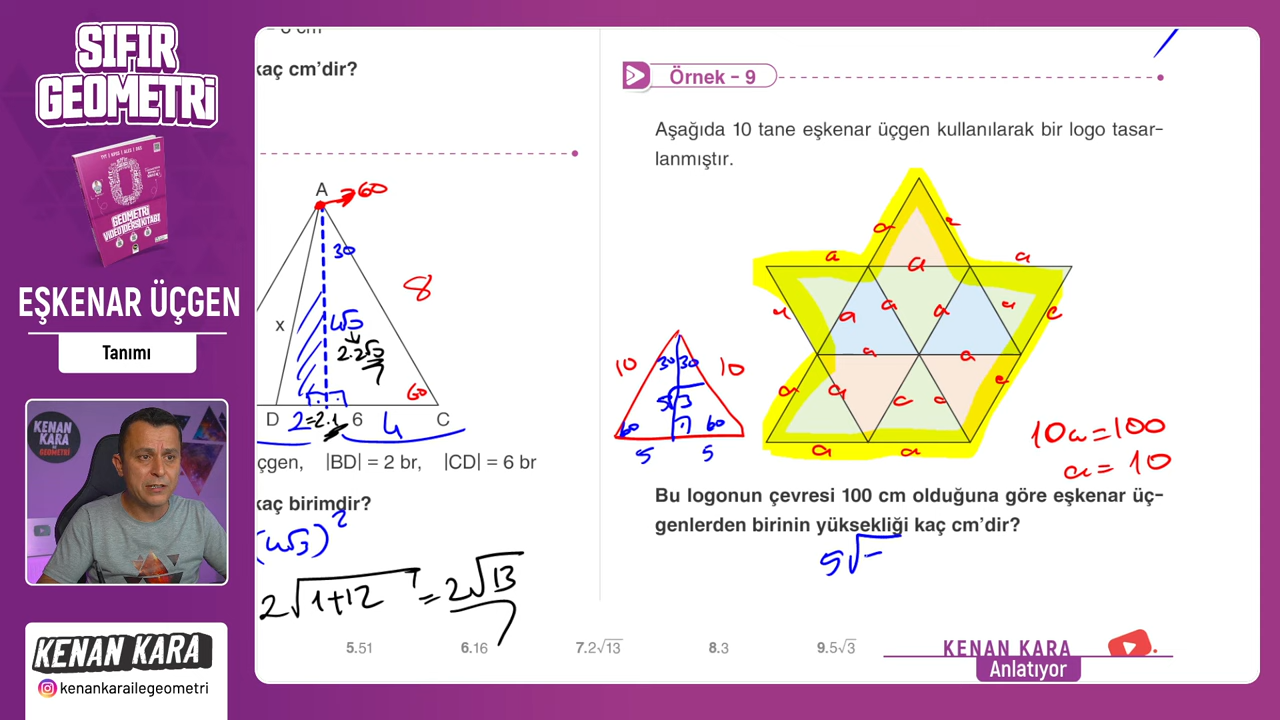 SIFIR
GEOMETRİ
GEOMETRİ
VİDEO DERS KİTABI
EŞKENAR ÜÇGEN
Tanımı
KENAN
KARA
GEOMETRİ
KENAN KARA
kenankarailegeometri
kaç cm'dir?
A
60
30
8
x
4√3
2.2√3
60
D
2=2.1
6
4
C
çgen, |BD| = 2 br, |CD| = 6 br
kaç birimdir?
(4√3)²
2√1+12 = 2√13
Örnek – 9
Aşağıda 10 tane eşkenar üçgen kullanılarak bir logo tasar-
lanmıştır.
a a
a a a
a a a a a
a a
a a a a a
a a
10 30 30 10
5√3
60 60
5 5
10a=100
a=10
Bu logonun çevresi 100 cm olduğuna göre eşkenar üç-
genlerden birinin yüksekliği kaç cm'dir?
5√
5.51 6.16 7.2√13 8.3 9.5√3
KENAN KARA
Anlatıyor